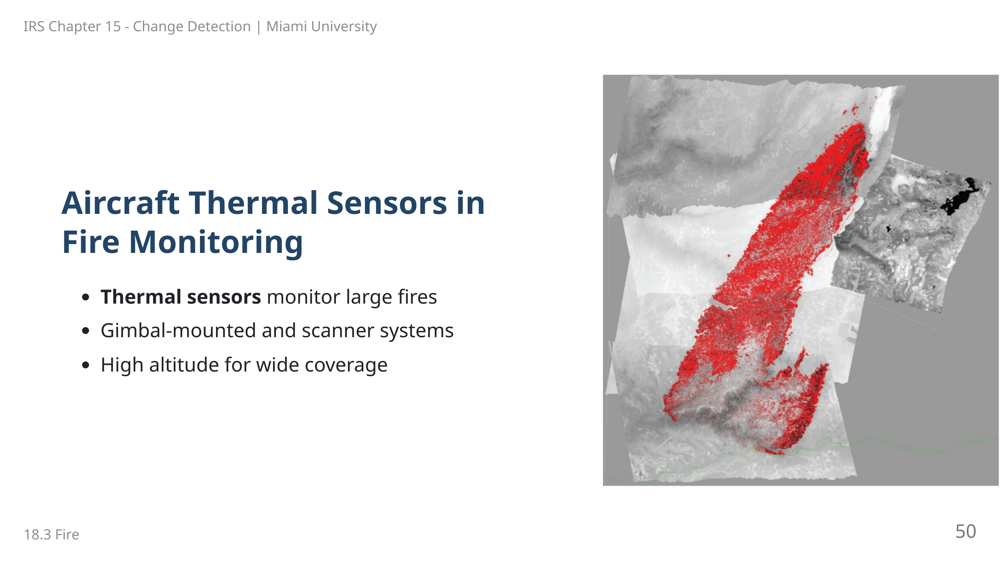 IRS Chapter 15 - Change Detection | Miami University
Aircraft Thermal Sensors in
Fire Monitoring
• Thermal sensors monitor large fires
• Gimbal-mounted and scanner systems
• High altitude for wide coverage
18.3 Fire
50